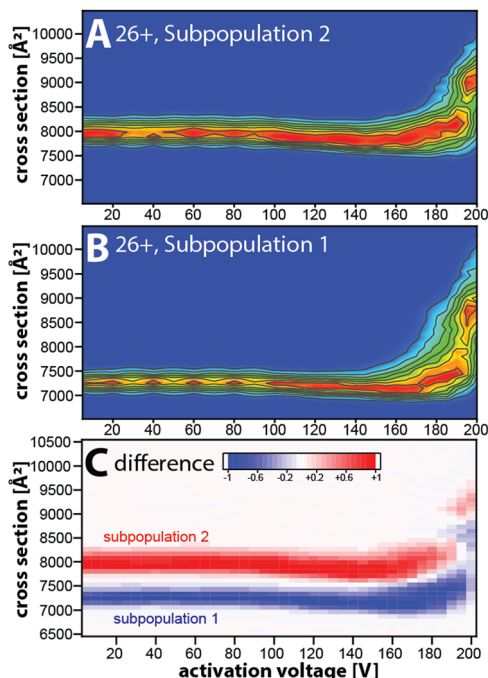 A 26+, Subpopulation 2
cross section [Å²]
10000
9500
9000
8500
8000
7500
7000
20 40 60 80 100 120 140 160 180 200
B 26+, Subpopulation 1
cross section [Å²]
10000
9500
9000
8500
8000
7500
7000
20 40 60 80 100 120 140 160 180 200
C difference
-1 -0.6 -0.2 +0.2 +0.6 +1
cross section [Å²]
10500
10000
9500
9000
8500
8000
7500
7000
6500
subpopulation 2
subpopulation 1
20 40 60 80 100 120 140 160 180 200
activation voltage [V]